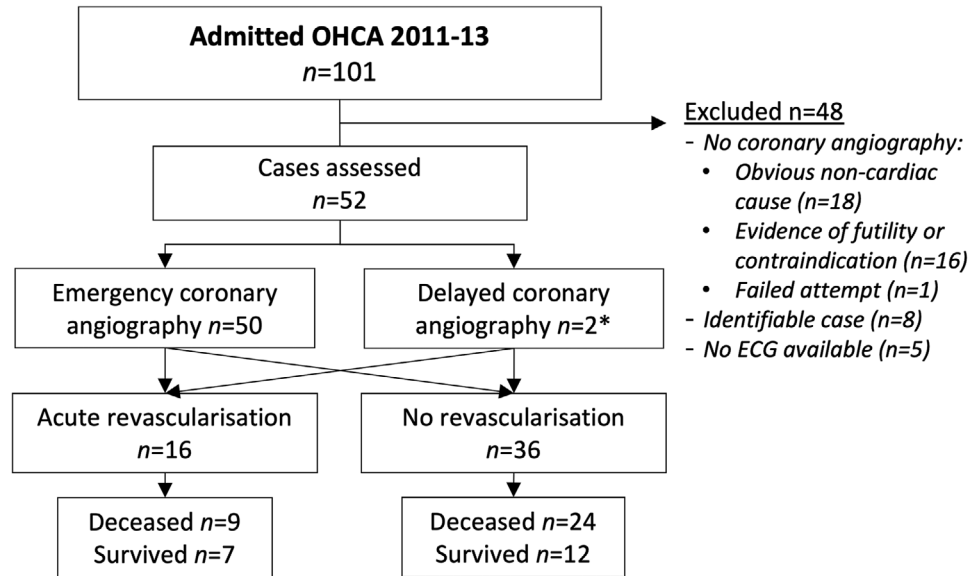 Admitted OHCA 2011-13
n=101
Excluded n=48
- No coronary angiography:
• Obvious non-cardiac
cause (n=18)
• Evidence of futility or
contraindication (n=16)
• Failed attempt (n=1)
- Identifiable case (n=8)
- No ECG available (n=5)
Cases assessed
n=52
Emergency coronary
angiography n=50
Delayed coronary
angiography n=2*
Acute revascularisation
n=16
No revascularisation
n=36
Deceased n=9
Survived n=7
Deceased n=24
Survived n=12